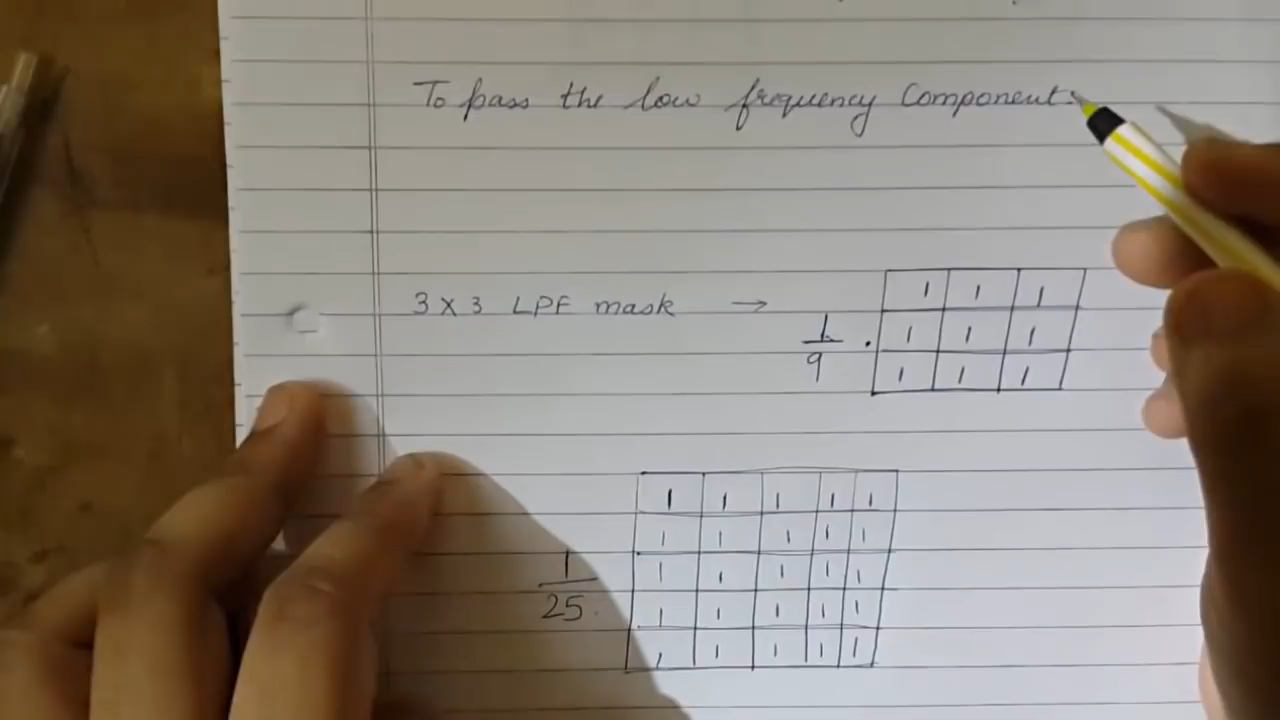 To pass the low frequency Components
3 x 3 LPF mask →
1/9 .
1 1 1
1 1 1
1 1 1
1/25
1 1 1 1 1
1 1 1 1 1
1 1 1 1 1
1 1 1 1 1
1 1 1 1 1